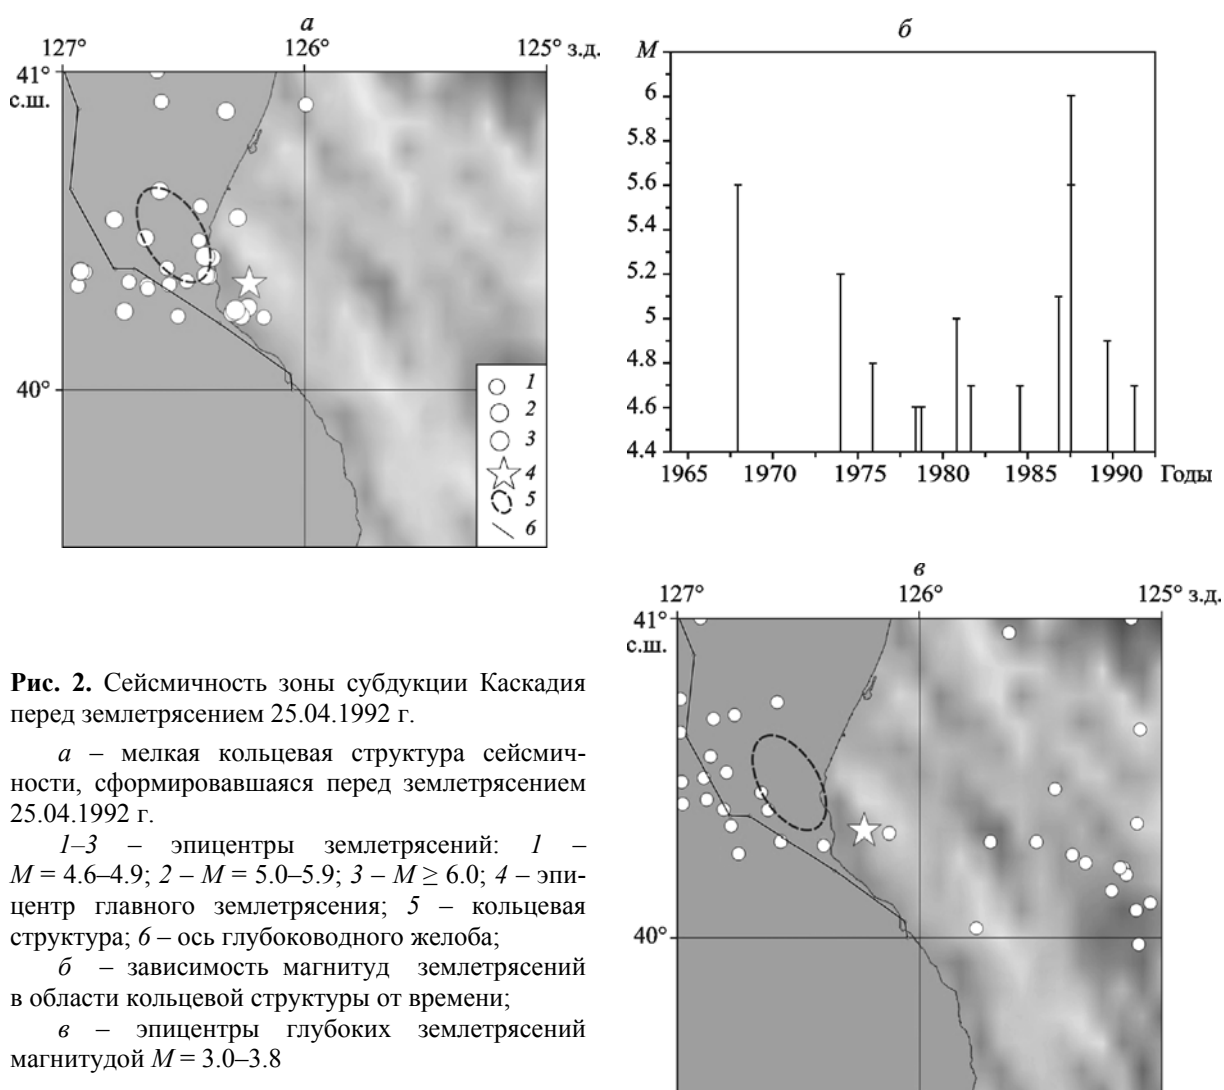 а
127° 126° 125° з.д.
41°
с.ш.
40°
1
2
3
4
5
6
б
М
6
5.8
5.6
5.4
5.2
5
4.8
4.6
4.4
1965 1970 1975 1980 1985 1990 Годы
в
127° 126° 125° з.д.
41°
с.ш.
40°
Рис. 2. Сейсмичность зоны субдукции Каскадия
перед землетрясением 25.04.1992 г.
а – мелкая кольцевая структура сейсмич-
ности, сформировавшаяся перед землетрясением
25.04.1992 г.
1–3 – эпицентры землетрясений: 1 –
М = 4.6–4.9; 2 – М = 5.0–5.9; 3 – М ≥ 6.0; 4 – эпи-
центр главного землетрясения; 5 – кольцевая
структура; 6 – ось глубоководного желоба;
б – зависимость магнитуд землетрясений
в области кольцевой структуры от времени;
в – эпицентры глубоких землетрясений
магнитудой М = 3.0–3.8